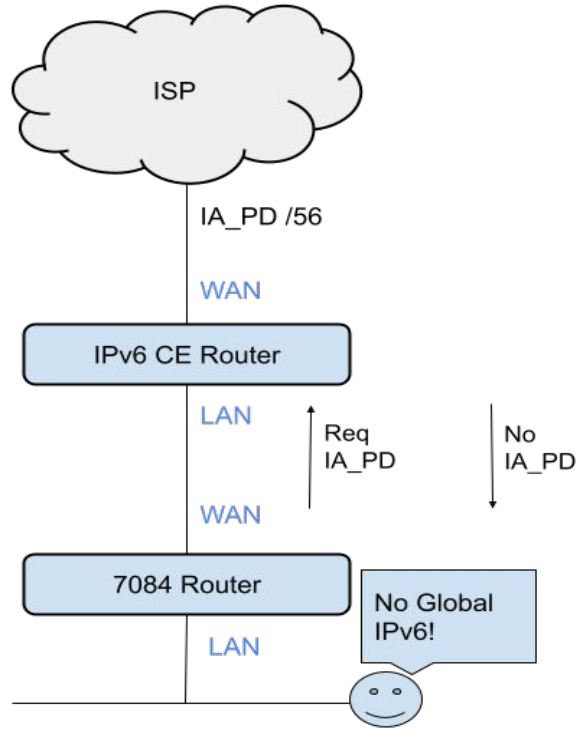 ISP
IA_PD /56
WAN
IPv6 CE Router
LAN
Req
IA_PD
No
IA_PD
WAN
7084 Router
No Global
IPv6!
LAN